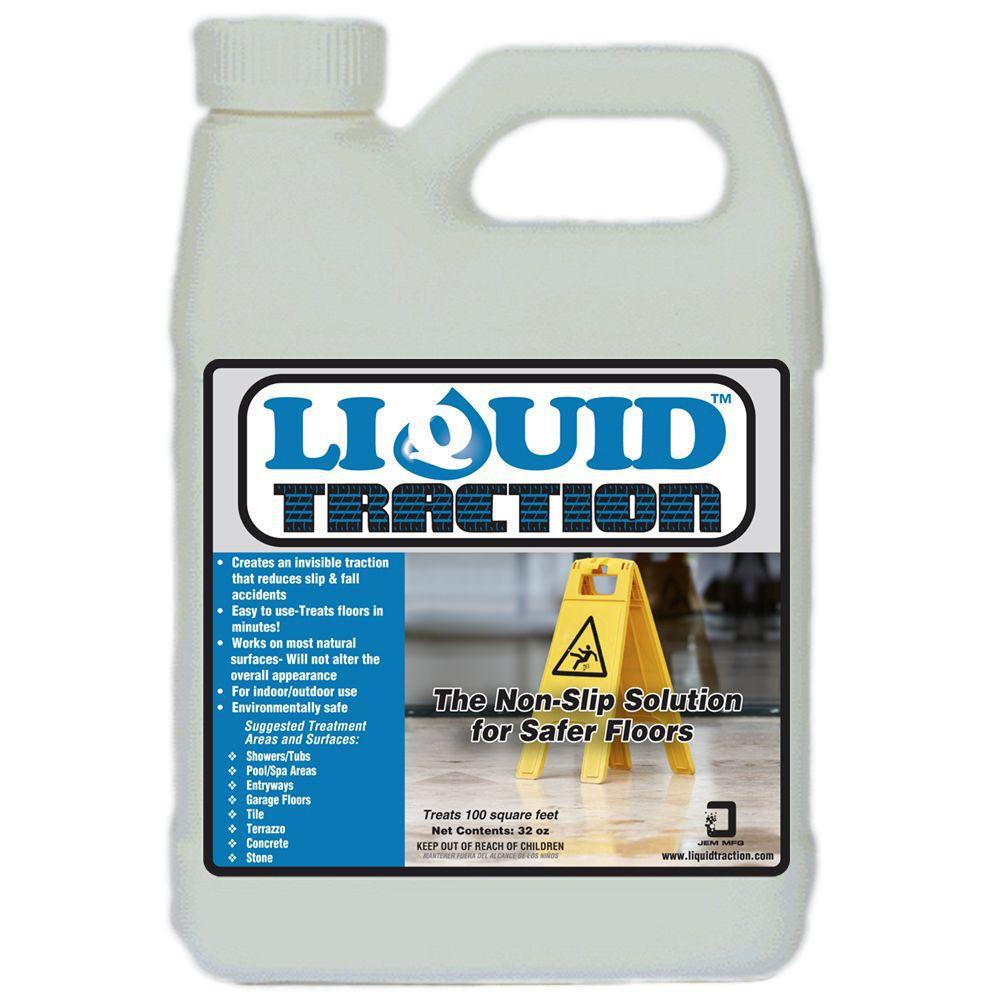 LIQUID™
TRACTION
• Creates an invisible traction
that reduces slip & fall
accidents
• Easy to use-Treats floors in
minutes!
• Works on most natural
surfaces- Will not alter the
overall appearance
• For indoor/outdoor use
• Environmentally safe
Suggested Treatment
Areas and Surfaces:
❖ Showers/Tubs
❖ Pool/Spa Areas
❖ Entryways
❖ Garage Floors
❖ Tile
❖ Terrazzo
❖ Concrete
❖ Stone
The Non-Slip Solution
for Safer Floors
Treats 100 square feet
Net Contents: 32 oz
KEEP OUT OF REACH OF CHILDREN
MANTENER FUERA DEL ALCANCE DE LOS NIÑOS
JEM MFG
www.liquidtraction.com